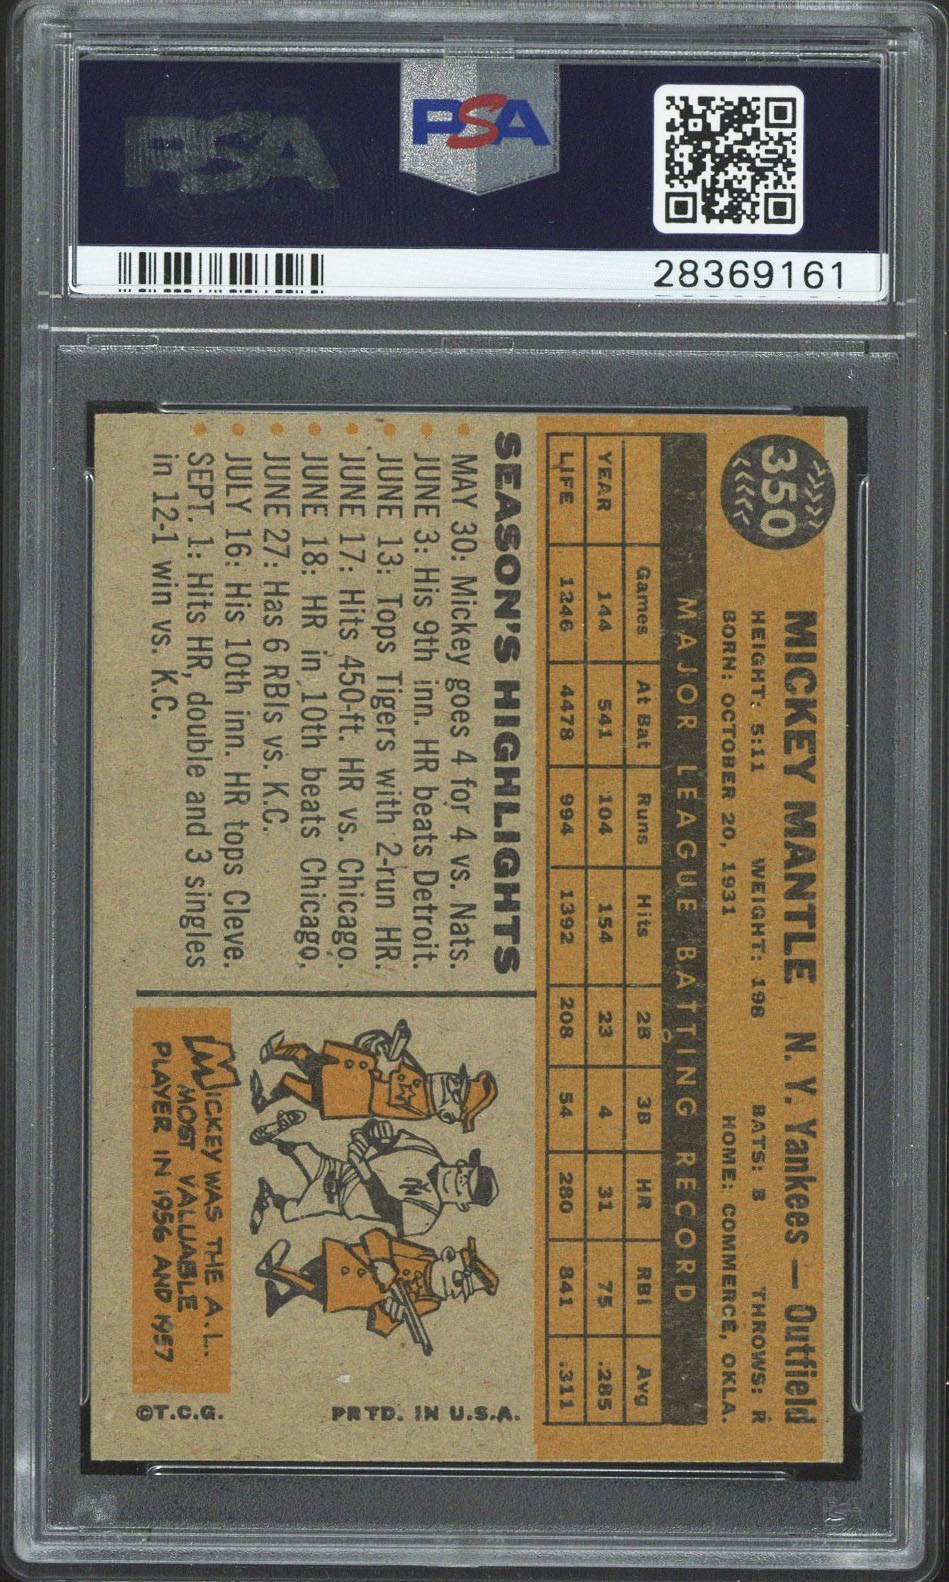 PSA
PSA
28369161
350
MICKEY MANTLE N. Y. Yankees — Outfield
HEIGHT: 5:11 WEIGHT: 198 BATS: B THROWS: R
BORN: OCTOBER 20, 1931 HOME: COMMERCE, OKLA.
MAJOR LEAGUE BATTING RECORD
Games At Bat Runs Hits 2B 3B HR RBI Avg
YEAR 144 541 104 154 23 4 31 75 .285
LIFE 1246 4478 994 1392 208 54 280 841 .311
SEASON'S HIGHLIGHTS
MAY 30: Mickey goes 4 for 4 vs. Nats.
JUNE 3: His 9th inn. HR beats Detroit.
JUNE 13: Tops Tigers with 2-run HR.
JUNE 17: Hits 450-ft. HR vs. Chicago.
JUNE 18: HR in 10th beats Chicago.
JUNE 27: Has 6 RBIs vs. K.C.
JULY 16: His 10th inn. HR tops Cleve.
SEPT. 1: Hits HR, double and 3 singles
in 12-1 win vs. K.C.
NY
MICKEY WAS THE A.L.
MOST VALUABLE
PLAYER IN 1956 AND 1957
©T.C.G. PRTD. IN U.S.A.